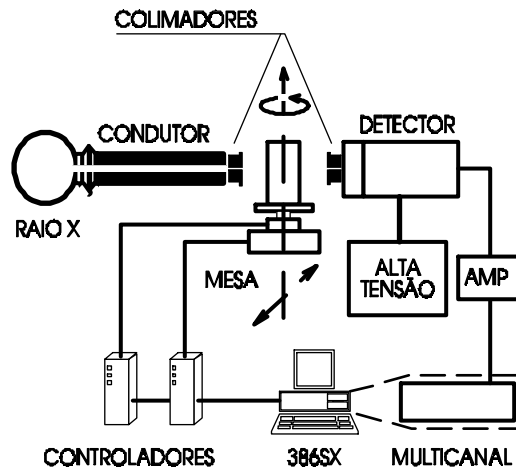 COLIMADORES
CONDUTOR
DETECTOR
RAIO X
MESA
ALTA
TENSÃO
AMP
CONTROLADORES
386SX
MULTICANAL